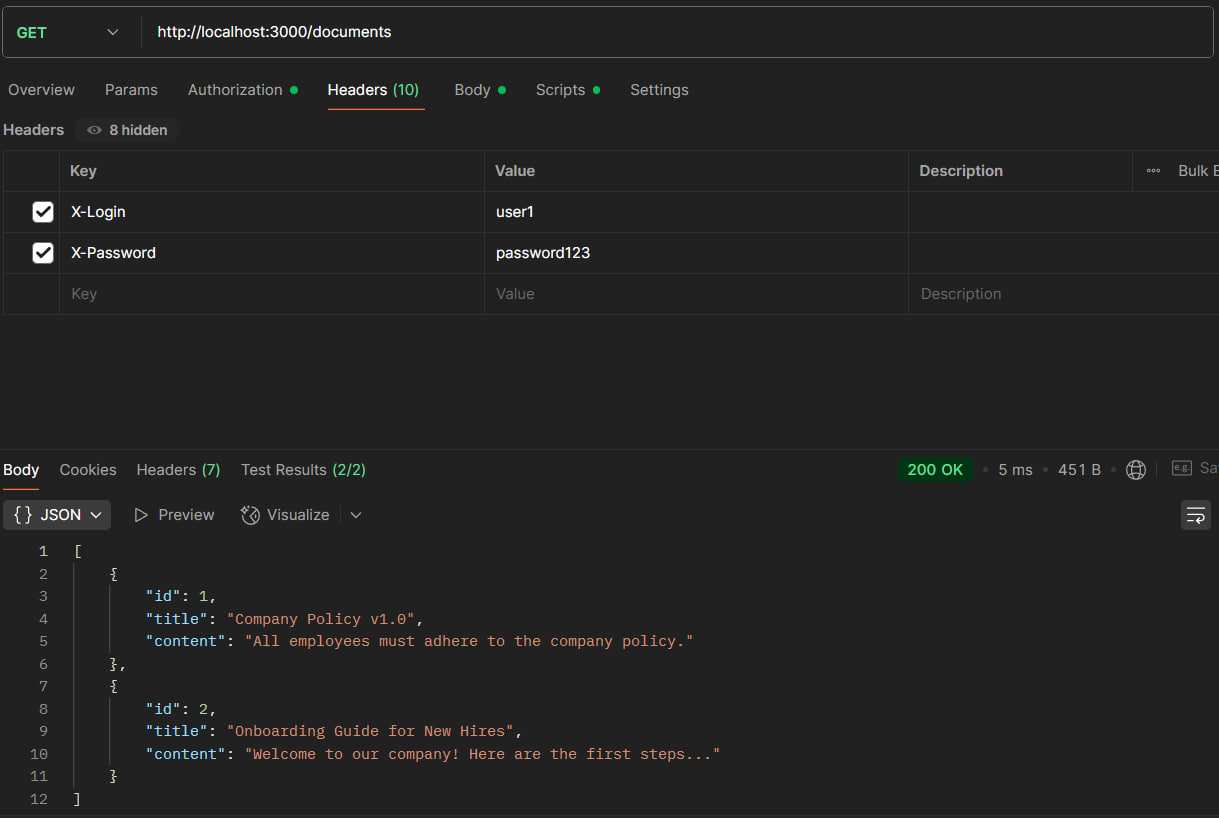 GET http://localhost:3000/documents
Overview Params Authorization Headers (10) Body Scripts Settings
Headers 8 hidden
Key Value Description Bulk E
X-Login user1
X-Password password123
Key Value Description
Body Cookies Headers (7) Test Results (2/2) 200 OK 5 ms 451 B e.g. Sa
{} JSON Preview Visualize
1 [
2 {
3 "id": 1,
4 "title": "Company Policy v1.0",
5 "content": "All employees must adhere to the company policy."
6 },
7 {
8 "id": 2,
9 "title": "Onboarding Guide for New Hires",
10 "content": "Welcome to our company! Here are the first steps..."
11 }
12 ]